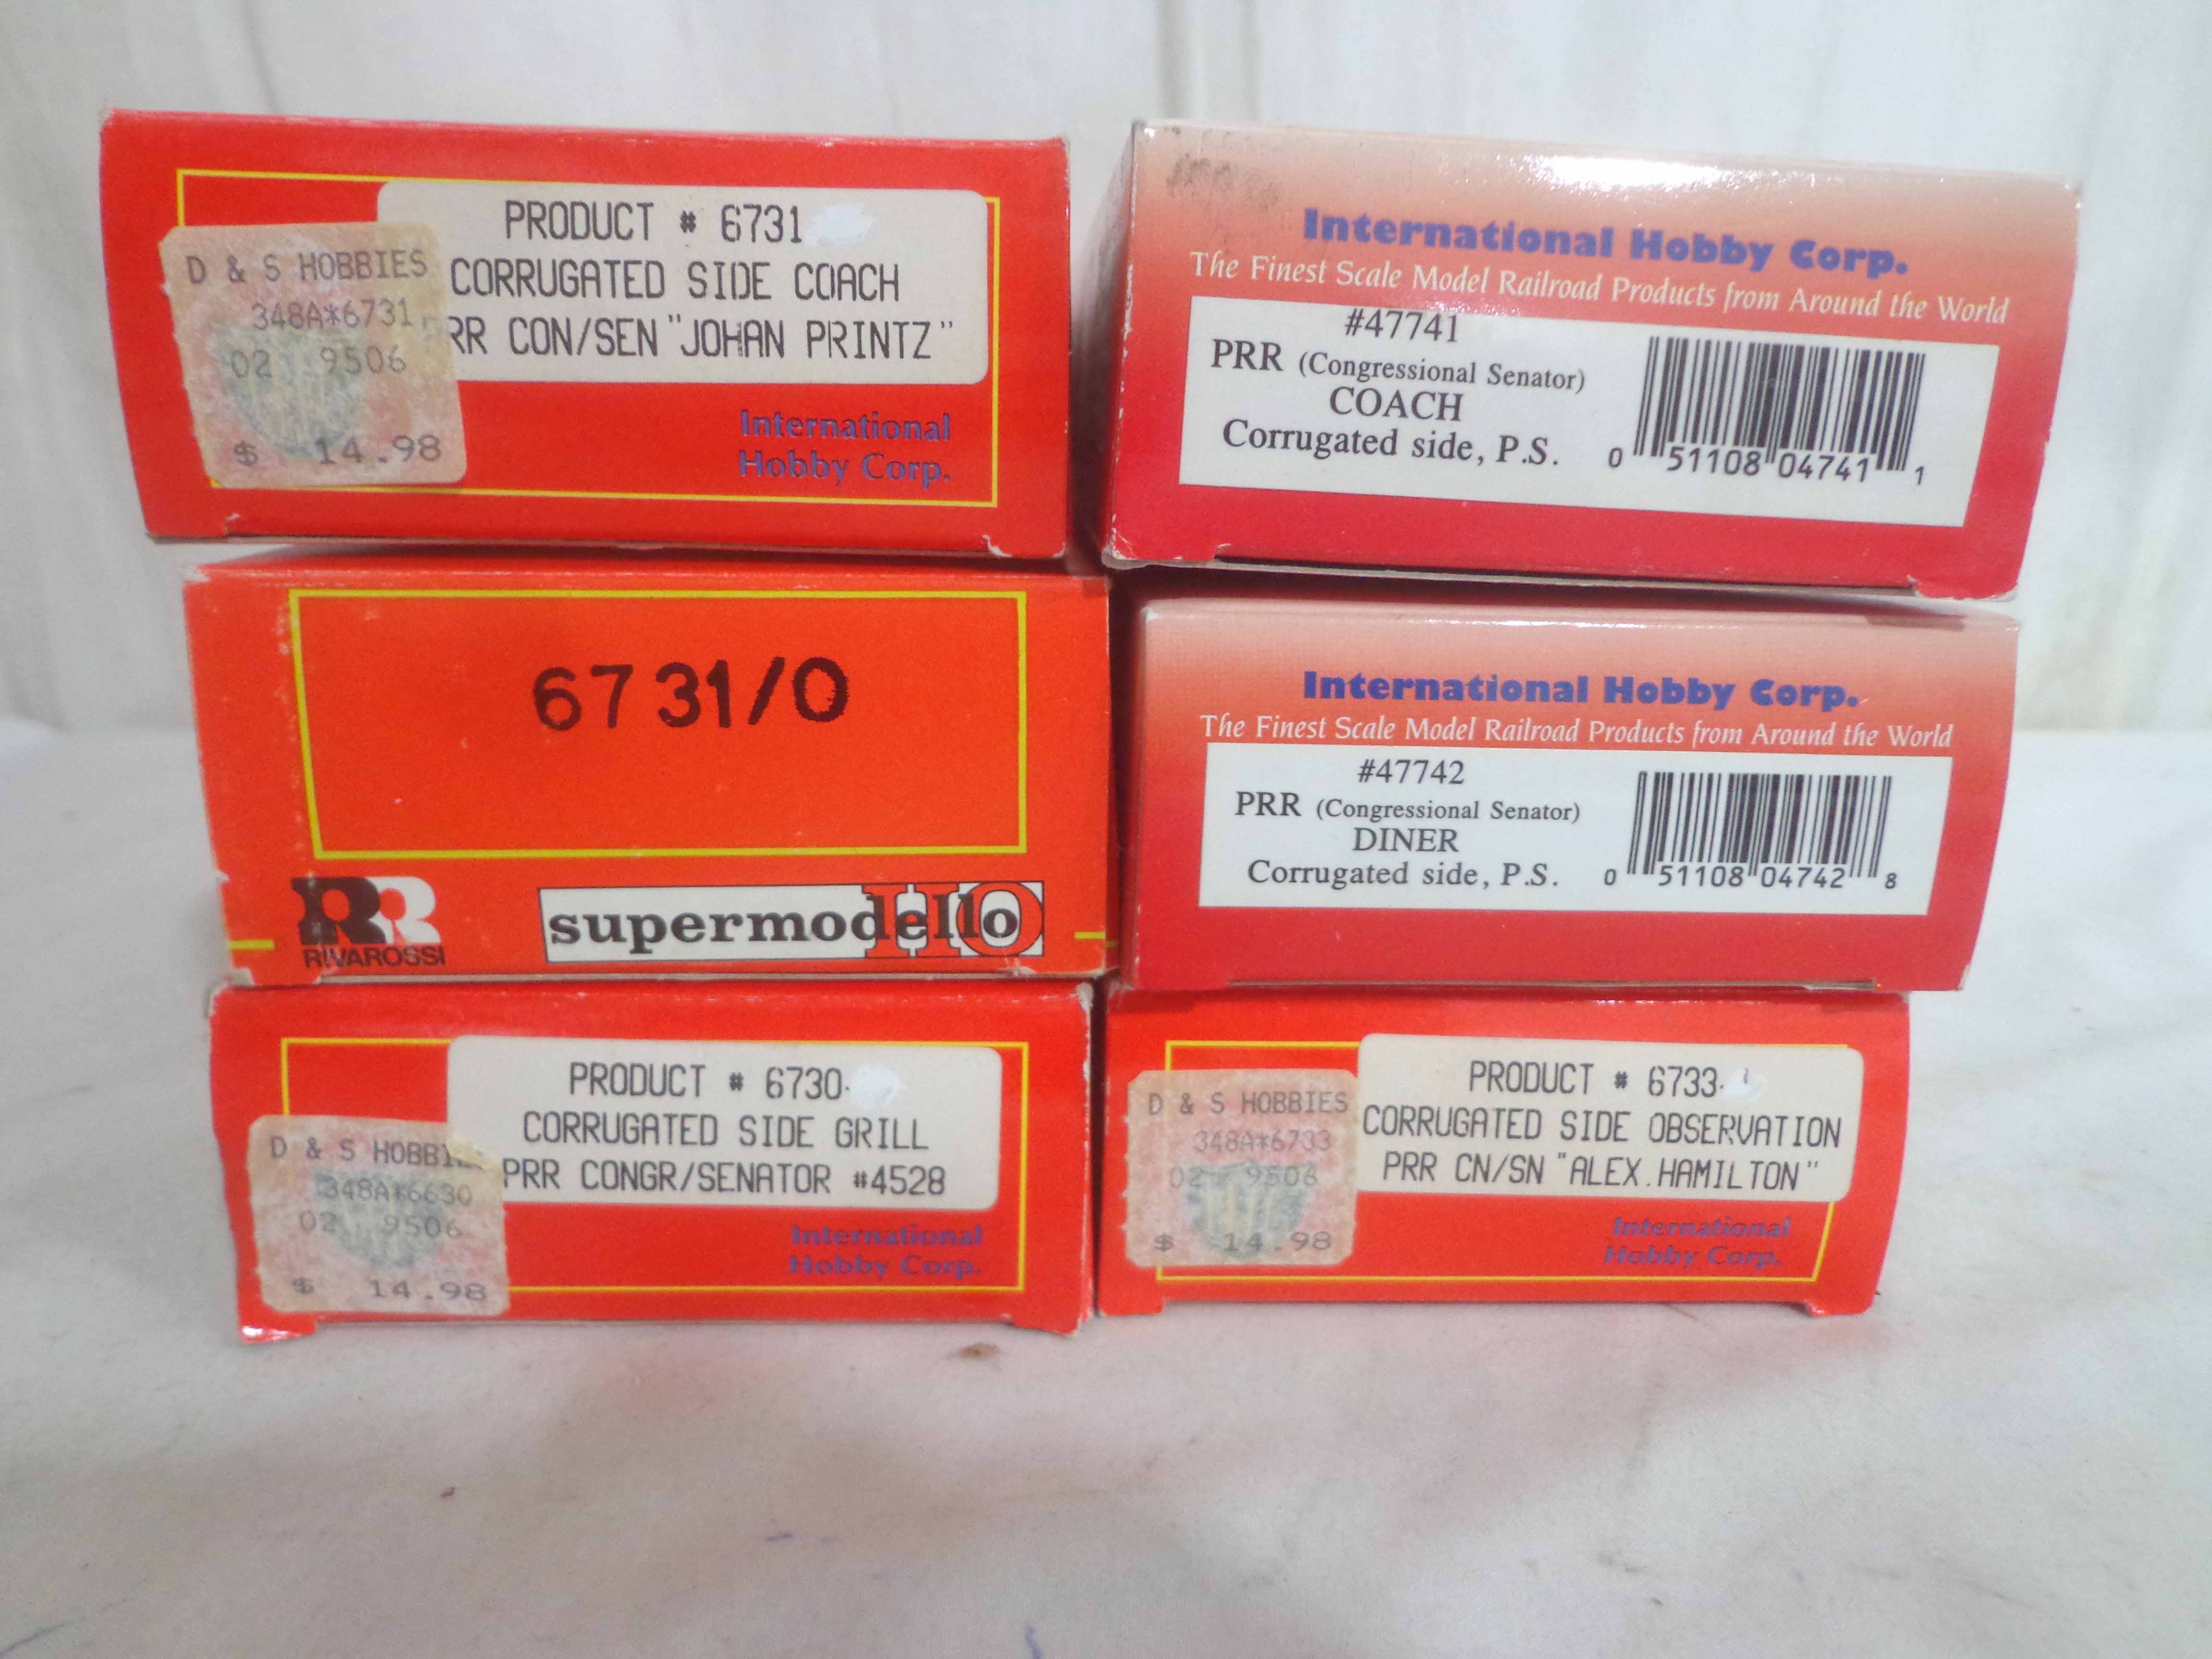 PRODUCT # 6731
CORRUGATED SIDE COACH
RR CON/SEN "JOHAN PRINTZ"
D & S HOBBIES
348A*6731
02 9506
$ 14.98
International
Hobby Corp.
International Hobby Corp.
The Finest Scale Model Railroad Products from Around the World
#47741
PRR (Congressional Senator)
COACH
Corrugated side, P.S.
0 51108 04741 1
6731/0
RR
RIVAROSSI
supermodello
HO
International Hobby Corp.
The Finest Scale Model Railroad Products from Around the World
#47742
PRR (Congressional Senator)
DINER
Corrugated side, P.S.
0 51108 04742 8
PRODUCT # 6730
CORRUGATED SIDE GRILL
PRR CONGR/SENATOR #4528
D & S HOBBI
348A*6630
02 9506
$ 14.98
International
Hobby Corp.
PRODUCT # 6733
CORRUGATED SIDE OBSERVATION
PRR CN/SN "ALEX.HAMILTON"
D & S HOBBIES
348A*6733
02 9506
$ 14.98
International
Hobby Corp.